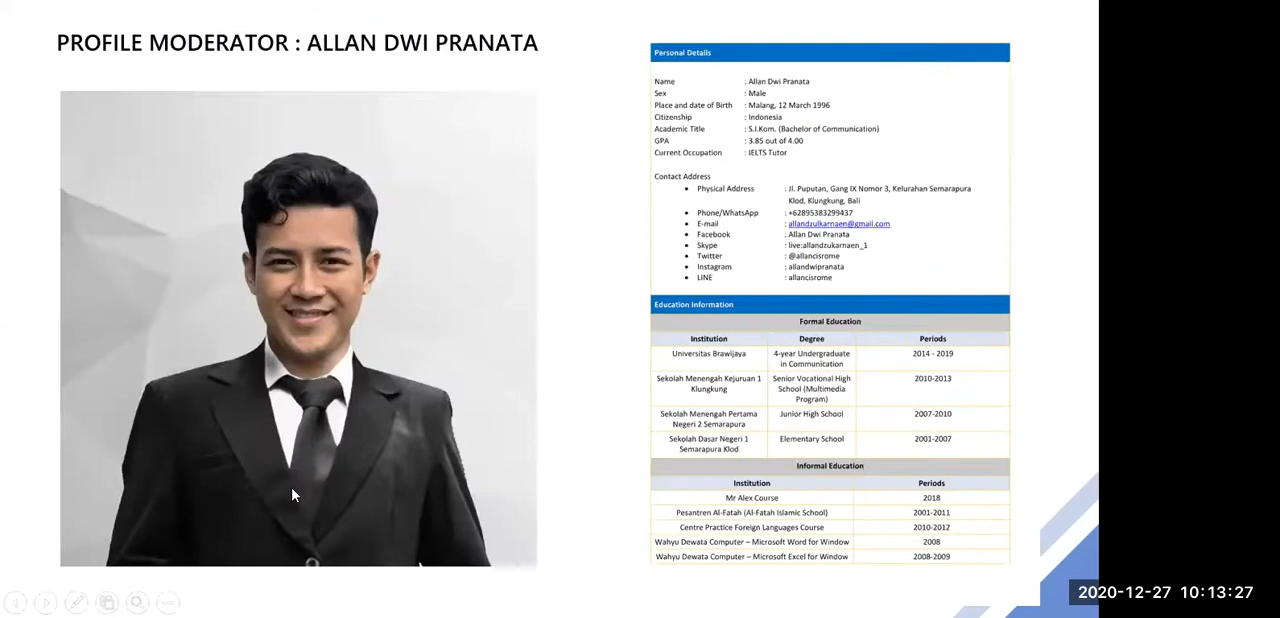 PROFILE MODERATOR : ALLAN DWI PRANATA
Personal Details
Name : Allan Dwi Pranata
Sex : Male
Place and date of Birth : Malang, 12 March 1996
Citizenship : Indonesia
Academic Title : S.I.Kom. (Bachelor of Communication)
GPA : 3.85 out of 4.00
Current Occupation : IELTS Tutor
Contact Address
• Physical Address : Jl. Puputan, Gang IX Nomor 3, Kelurahan Semarapura
Klod, Klungkung, Bali
• Phone/WhatsApp : +62895383299437
• E-mail : allandzulkarnaen@gmail.com
• Facebook : Allan Dwi Pranata
• Skype : live:allandzukarnaen_1
• Twitter : @allancisrome
• Instagram : allandwipranata
• LINE : allancisrome
Education Information
Formal Education
Institution Degree Periods
Universitas Brawijaya 4-year Undergraduate 2014 - 2019
in Communication
Sekolah Menengah Kejuruan 1 Senior Vocational High 2010-2013
Klungkung School (Multimedia
Program)
Sekolah Menengah Pertama Junior High School 2007-2010
Negeri 2 Semarapura
Sekolah Dasar Negeri 1 Elementary School 2001-2007
Semarapura Klod
Informal Education
Institution Periods
Mr Alex Course 2018
Pesantren Al-Fatah (Al-Fatah Islamic School) 2001-2011
Centre Practice Foreign Languages Course 2010-2012
Wahyu Dewata Computer – Microsoft Word for Window 2008
Wahyu Dewata Computer – Microsoft Excel for Window 2008-2009
2020-12-27 10:13:27